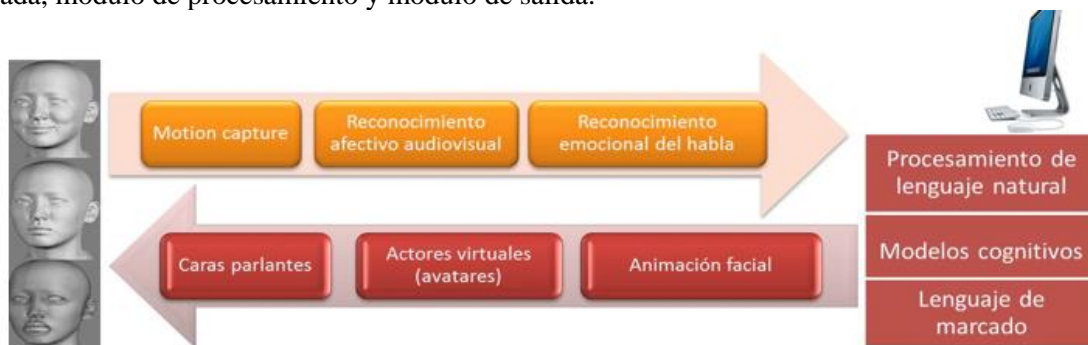 módulo de procesamiento y módulo de salida.
Motion capture
Reconocimiento
afectivo audiovisual
Reconocimiento
emocional del habla
Procesamiento de
lenguaje natural
Caras parlantes
Actores virtuales
(avatares)
Animación facial
Modelos cognitivos
Lenguaje de
marcado